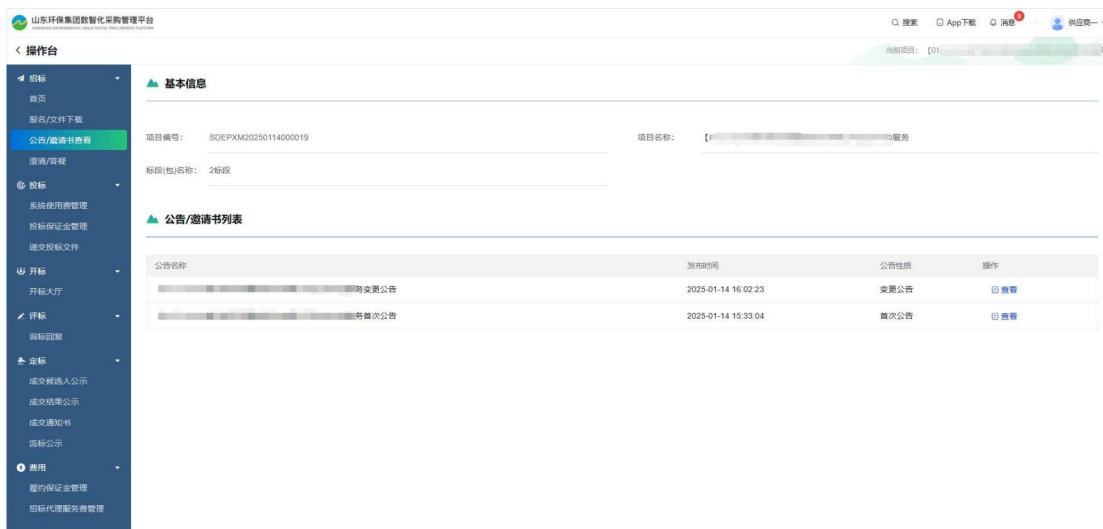 山东环保集团数智化采购管理平台
搜索 App下载 消息 9 供应商一
操作台
当前项目：【01
招标
首页
报名/文件下载
公告/邀请书查看
澄清/答疑
投标
系统使用费管理
投标保证金管理
递交投标文件
开标
开标大厅
评标
询标回复
定标
成交候选人公示
成交结果公示
成交通知书
流标公示
费用
履约保证金管理
招标代理服务费管理
基本信息
项目编号： SDEPXM20250114000019 项目名称： 服务
标段(包)名称： 2标段
公告/邀请书列表
公告名称 发布时间 公告性质 操作
务变更公告 2025-01-14 16:02:23 变更公告 查看
务首次公告 2025-01-14 15:33:04 首次公告 查看